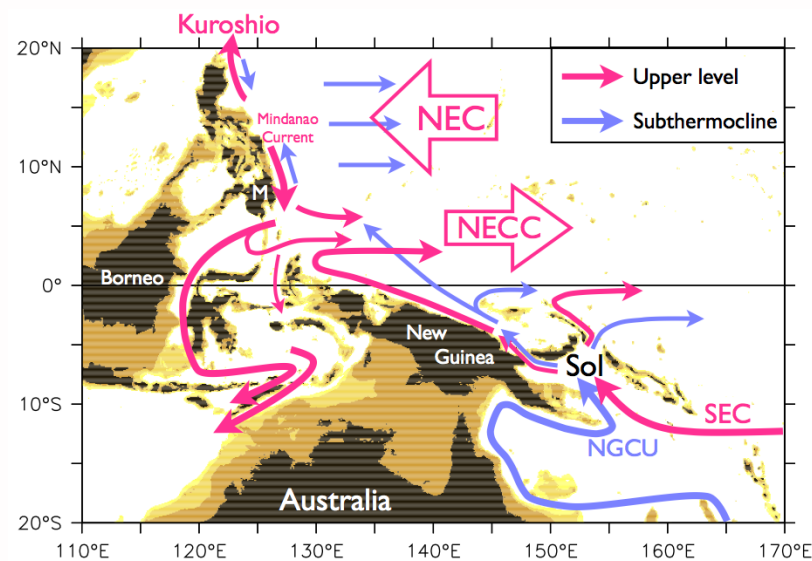 Kuroshio
20°N
Upper level
Subthermocline
NEC
Mindanao
Current
10°N
M
NECC
Borneo
0°
New
Guinea
Sol
10°S
SEC
NGCU
Australia
20°S
110°E
120°E
130°E
140°E
150°E
160°E
170°E